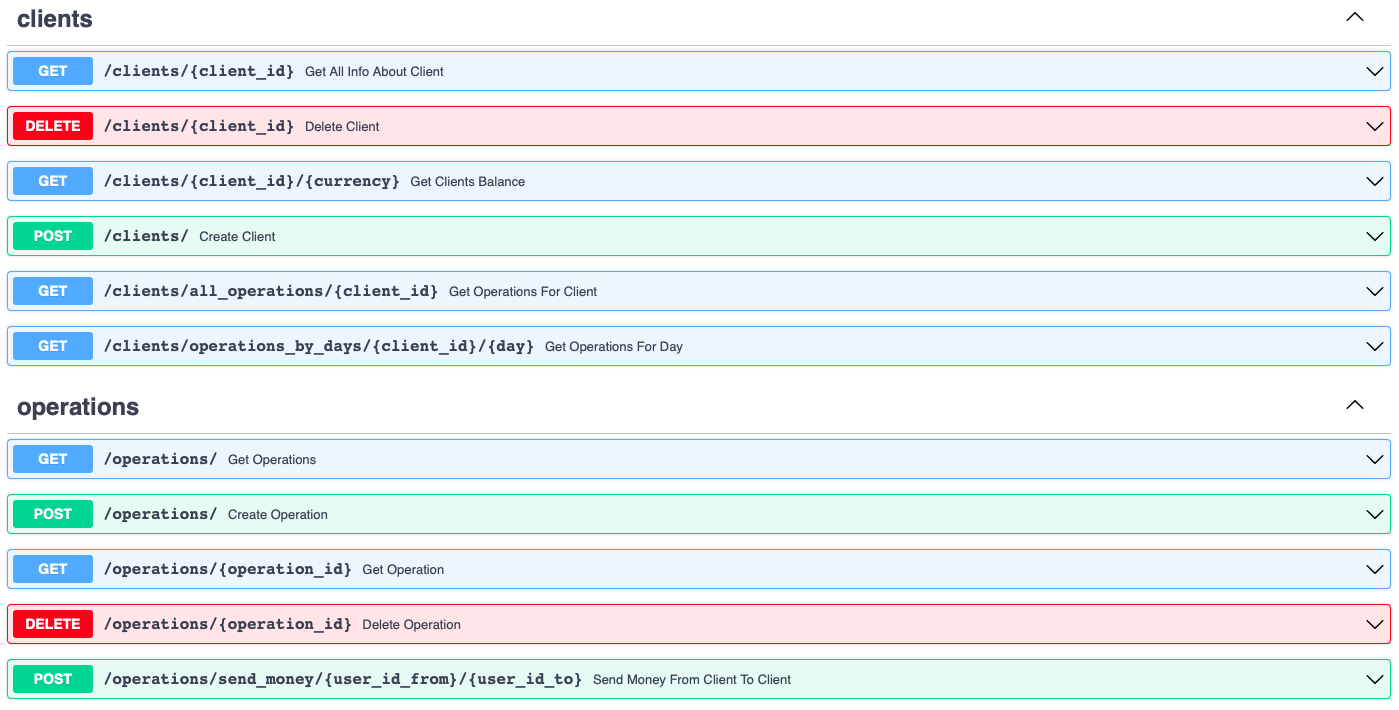 clients
GET /clients/{client_id} Get All Info About Client
DELETE /clients/{client_id} Delete Client
GET /clients/{client_id}/{currency} Get Clients Balance
POST /clients/ Create Client
GET /clients/all_operations/{client_id} Get Operations For Client
GET /clients/operations_by_days/{client_id}/{day} Get Operations For Day
operations
GET /operations/ Get Operations
POST /operations/ Create Operation
GET /operations/{operation_id} Get Operation
DELETE /operations/{operation_id} Delete Operation
POST /operations/send_money/{user_id_from}/{user_id_to} Send Money From Client To Client